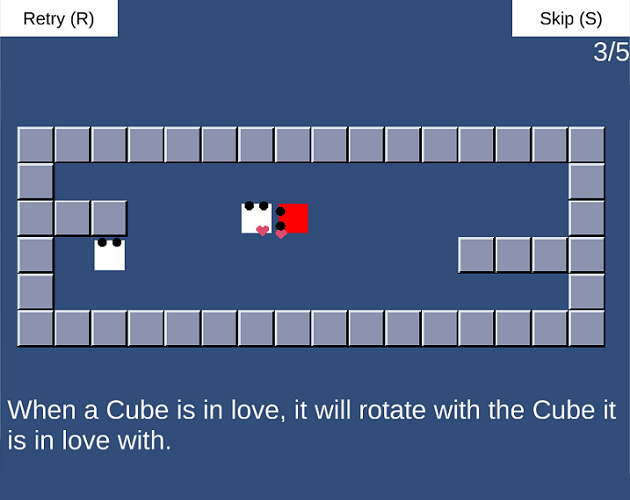 Retry (R)
Skip (S)
3/5
When a Cube is in love, it will rotate with the Cube it
is in love with.